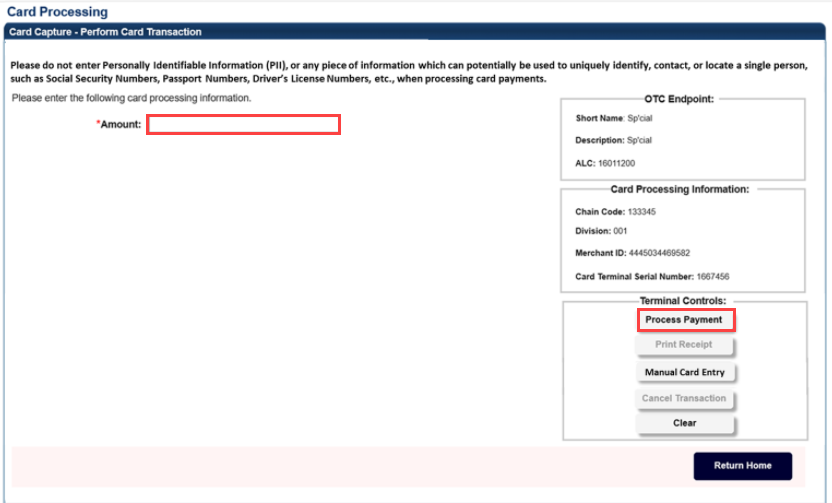 Card Processing
Card Capture - Perform Card Transaction
Please do not enter Personally Identifiable Information (PII), or any piece of information which can potentially be used to uniquely identify, contact, or locate a single person,
such as Social Security Numbers, Passport Numbers, Driver's License Numbers, etc., when processing card payments.
Please enter the following card processing information.
*Amount:
OTC Endpoint:
Short Name: Sp'cial
Description: Sp'cial
ALC: 16011200
Card Processing Information:
Chain Code: 133345
Division: 001
Merchant ID: 4445034469582
Card Terminal Serial Number: 1667456
Terminal Controls:
Process Payment
Print Receipt
Manual Card Entry
Cancel Transaction
Clear
Return Home